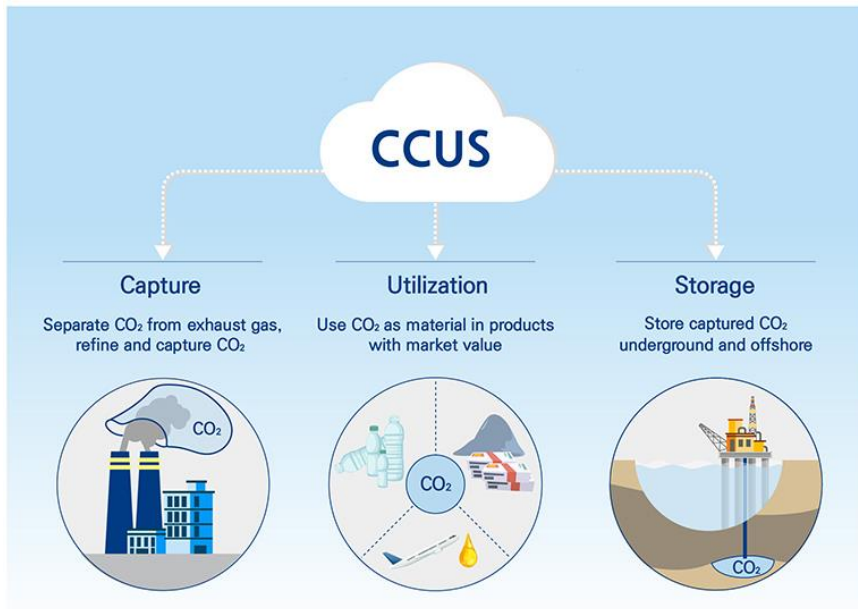 CCUS
Capture
Separate CO₂ from exhaust gas,
refine and capture CO₂
Utilization
Use CO₂ as material in products
with market value
Storage
Store captured CO₂
underground and offshore
CO₂
CO₂
CO₂